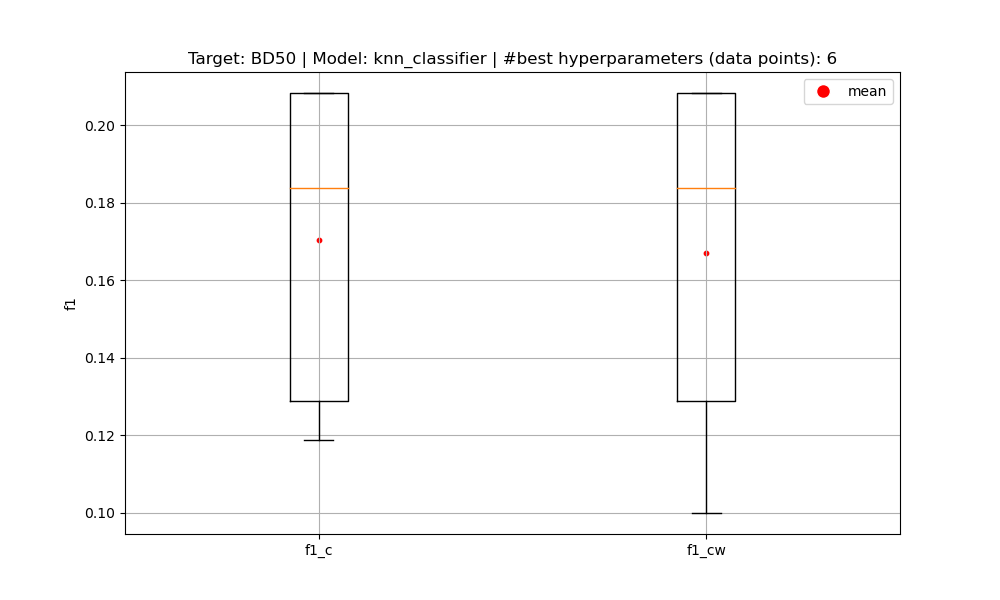 Target: BD50 | Model: knn_classifier | #best hyperparameters (data points): 6
mean
0.20
0.18
0.16
0.14
0.12
0.10
f1
f1_c
f1_cw